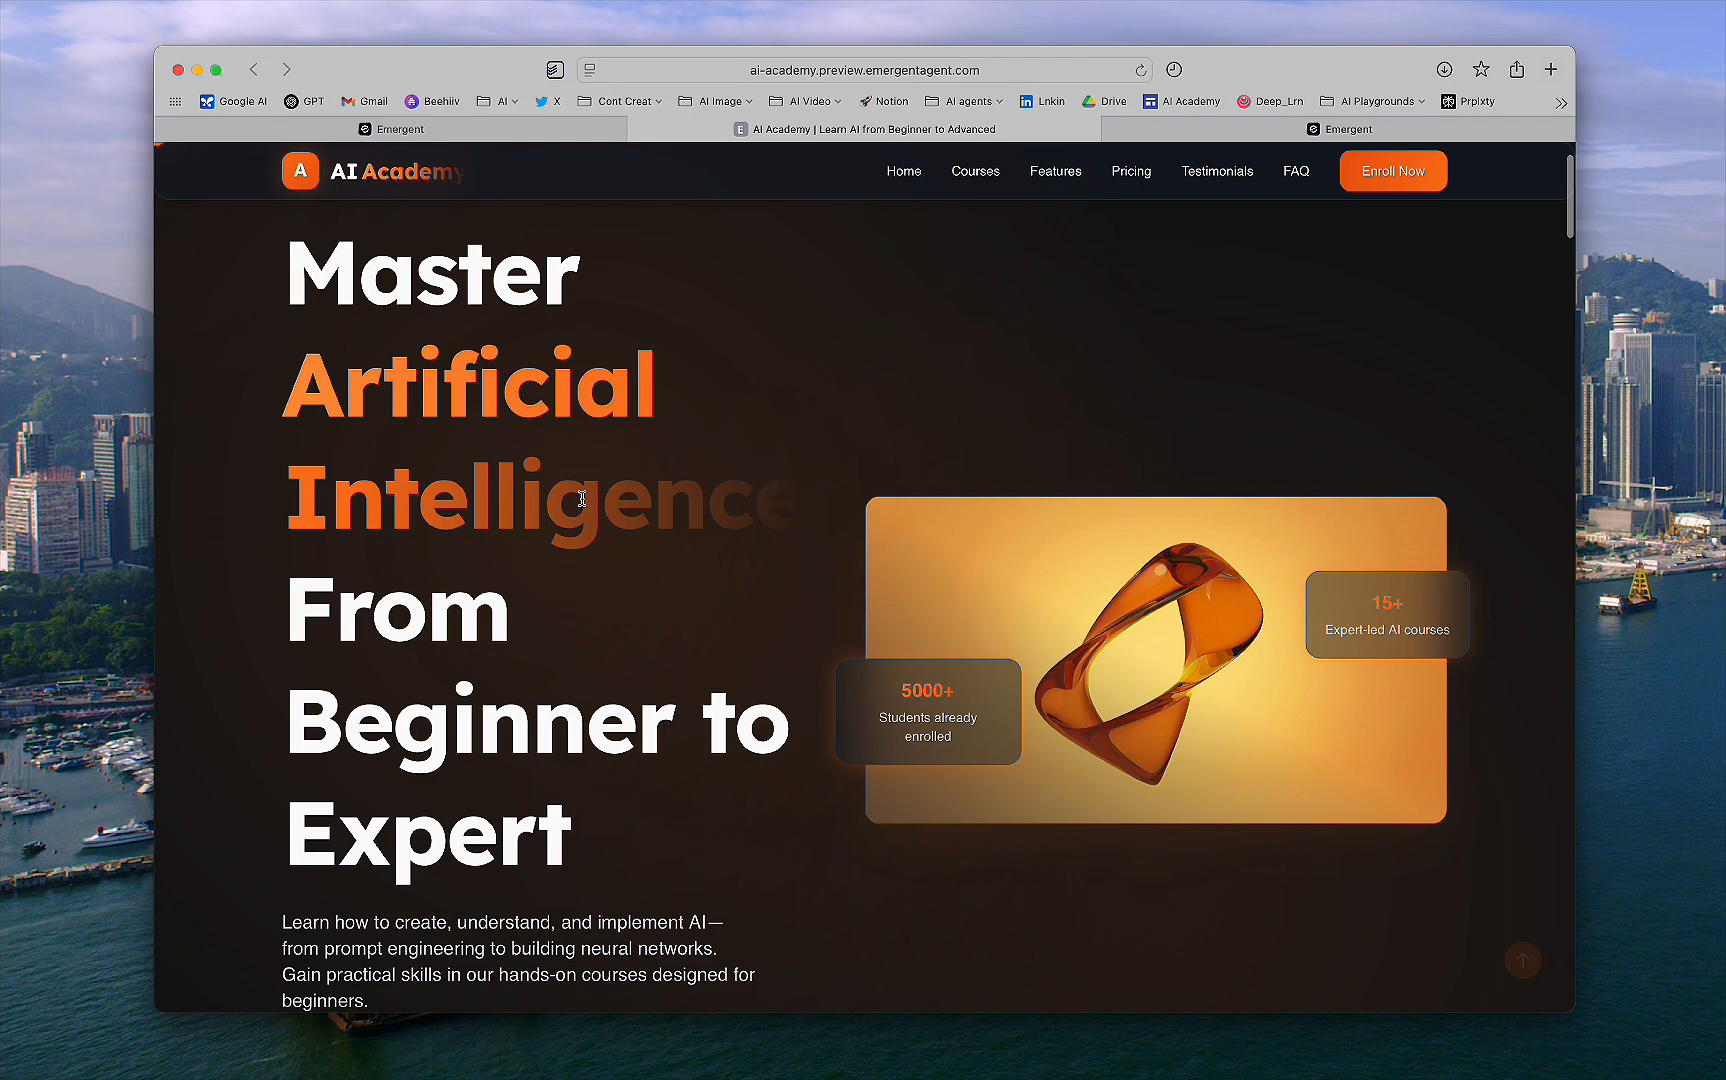 ai-academy.preview.emergentagent.com
Google AI GPT Gmail Beehiiv AI X Cont Creat AI Image AI Video Notion AI agents Lnkin Drive AI Academy Deep_Lrn AI Playgrounds Prplxty
Emergent E AI Academy | Learn AI from Beginner to Advanced Emergent
A AI Academy Home Courses Features Pricing Testimonials FAQ Enroll Now
Master
Artificial
Intelligence
From
Beginner to
Expert
Learn how to create, understand, and implement AI—
from prompt engineering to building neural networks.
Gain practical skills in our hands-on courses designed for
beginners.
15+
Expert-led AI courses
5000+
Students already
enrolled